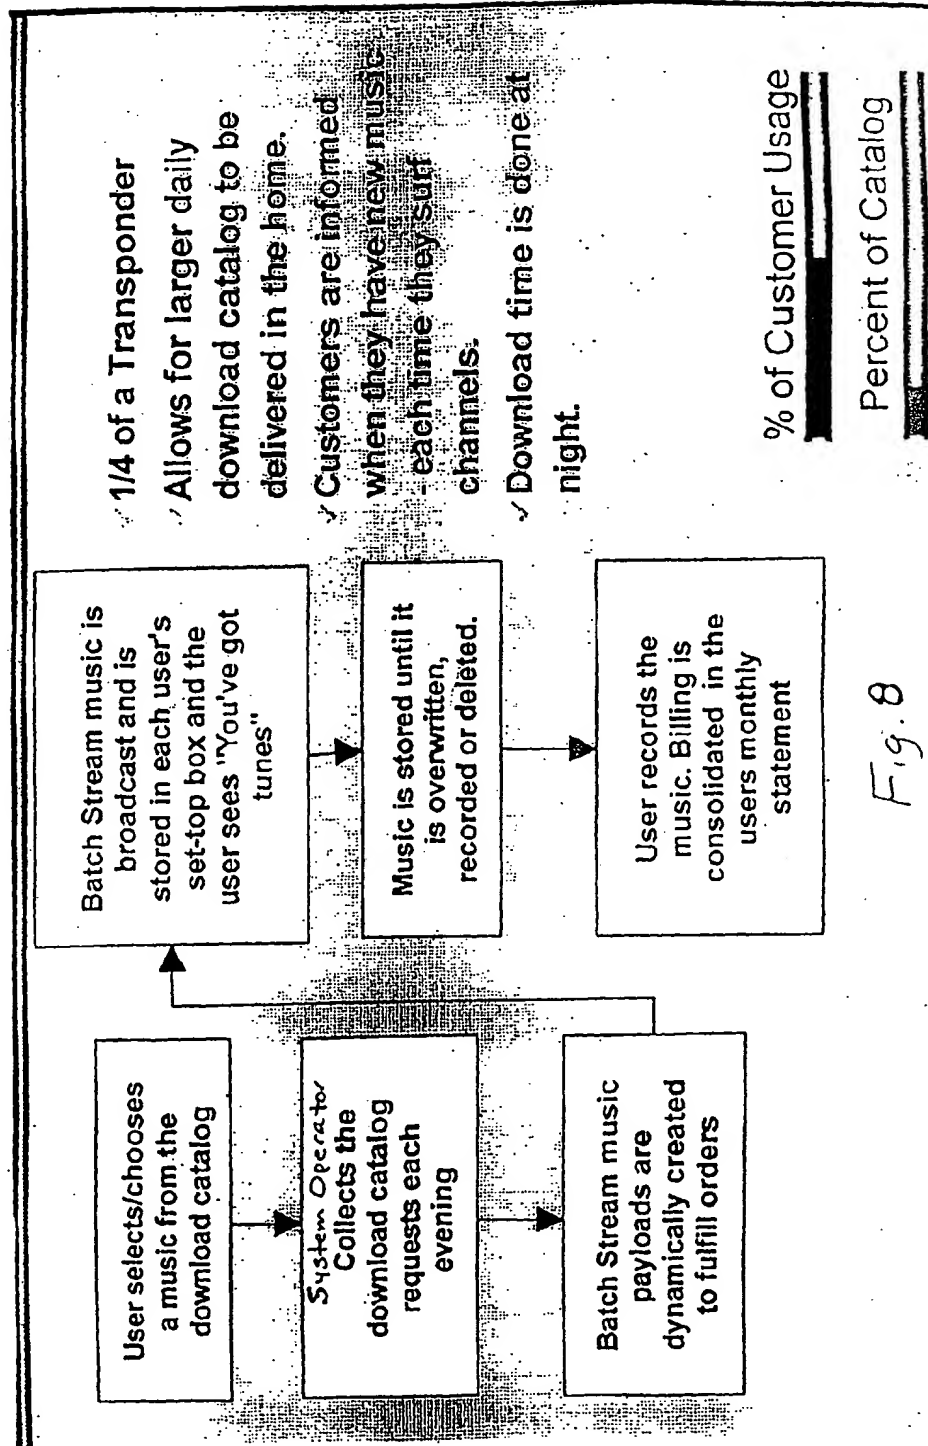 User selects/chooses
a music from the
download catalog
System Operator
Collects the
download catalog
requests each
evening
Batch Stream music
payloads are
dynamically created
to fulfill orders
Batch Stream music is
broadcast and is
stored in each user's
set-top box and the
user sees "You've got
tunes"
Music is stored until it
is overwritten,
recorded or deleted.
User records the
music. Billing is
consolidated in the
users monthly
statement
✓ 1/4 of a Transponder
✓ Allows for larger daily
download catalog to be
delivered in the home.
✓ Customers are informed
when they have new music
- each time they surf
channels.
✓ Download time is done at
night.
% of Customer Usage
Percent of Catalog
Fig. 8